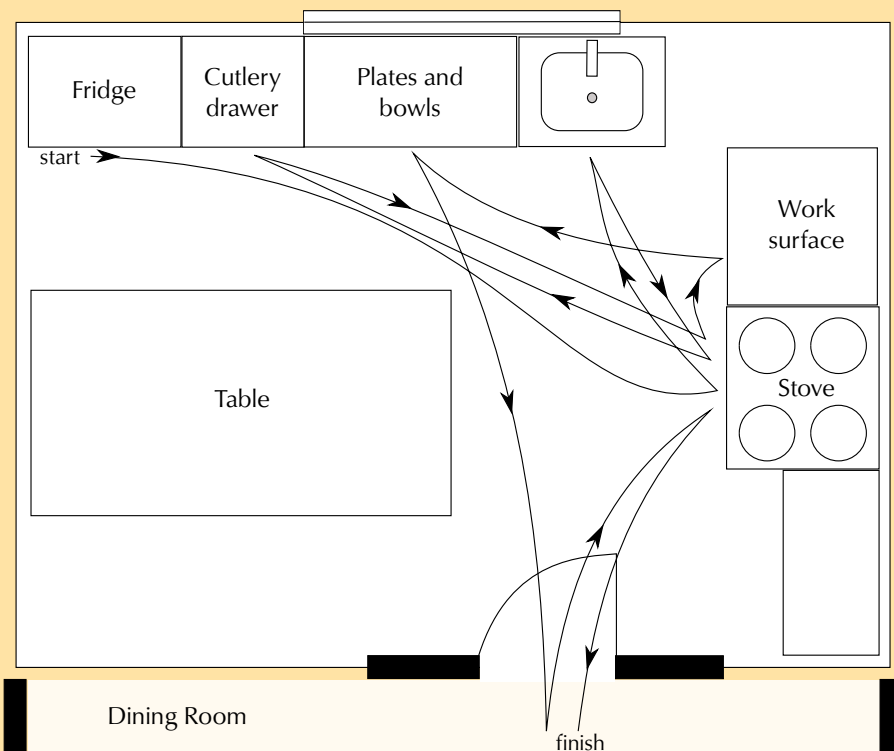 Fridge
Cutlery
drawer
Plates and
bowls
start
Work
surface
Table
Stove
Dining Room
finish